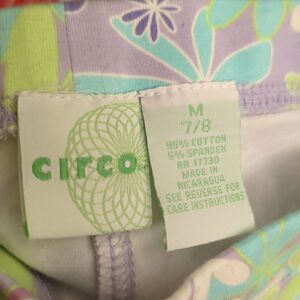 circo
M
7/8
95% COTTON
5% SPANDEX
RN 17730
MADE IN
NICARAGUA
SEE REVERSE FOR
CARE INSTRUCTIONS